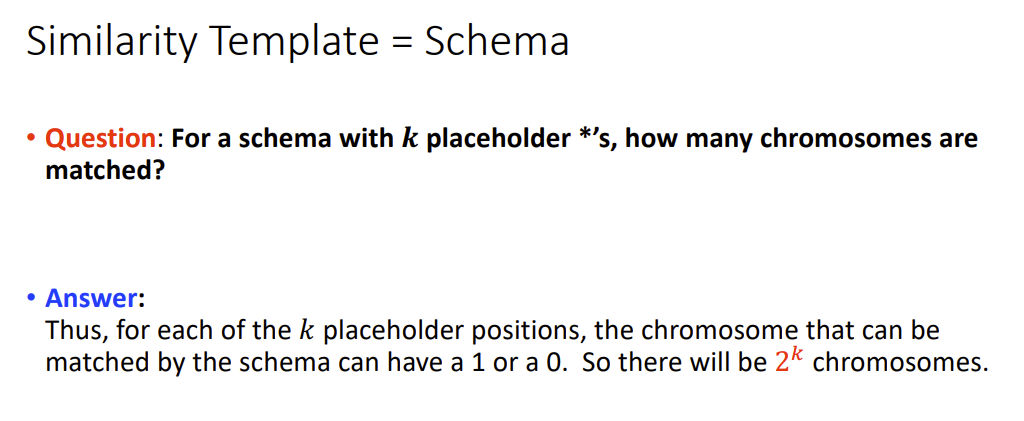 Similarity Template = Schema
• Question: For a schema with k placeholder *’s, how many chromosomes are
matched?
• Answer:
Thus, for each of the k placeholder positions, the chromosome that can be
matched by the schema can have a 1 or a 0.  So there will be 2^k chromosomes.